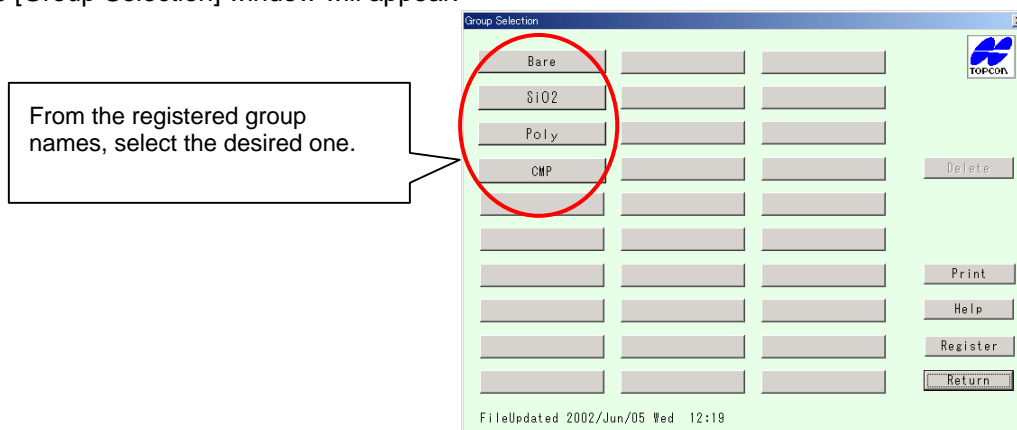 [Group Selection] window will appear.
Group Selection
Bare
SiO2
Poly
CMP
From the registered group
names, select the desired one.
TOPCON
Delete
Print
Help
Register
Return
FileUpdated 2002/Jun/05 Wed 12:19